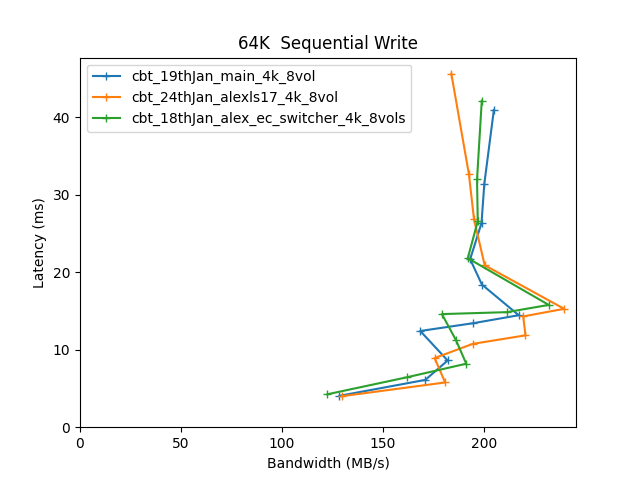 64K  Sequential Write
cbt_19thJan_main_4k_8vol
cbt_24thJan_alexls17_4k_8vol
cbt_18thJan_alex_ec_switcher_4k_8vols
Latency (ms)
40
30
20
10
0
0 50 100 150 200
Bandwidth (MB/s)